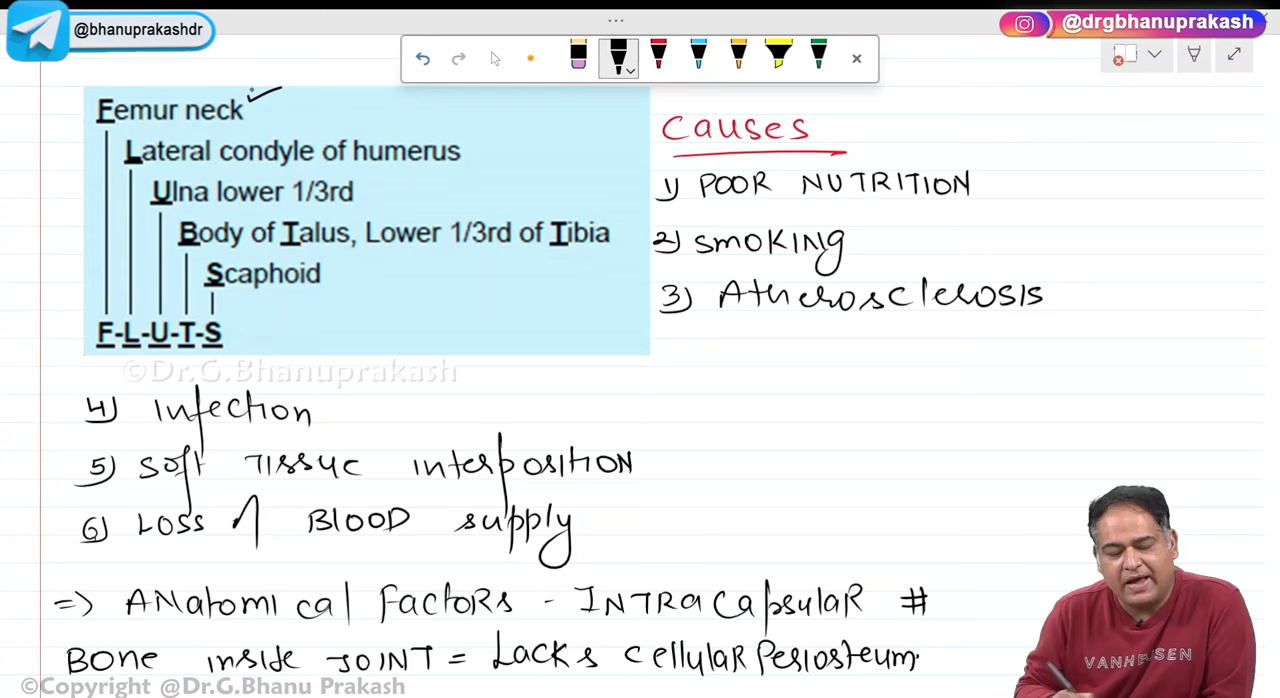 @bhanuprakashdr
@drgbhanuprakash
Femur neck
Lateral condyle of humerus
Ulna lower 1/3rd
Body of Talus, Lower 1/3rd of Tibia
Scaphoid
F-L-U-T-S
Causes
1) POOR NUTRITION
2) SMOKING
3) Atherosclerosis
©Dr.G.Bhanuprakash
4) Infection
5) Soft TISSUE interposition
6) LOSS of BLOOD supply
=> ANatomical Factors - INTRACapsulaR #
BONE inside JOINT = Lacks cellulaR Periosteum.
VANHEUSEN
©Copyright @Dr.G.Bhanu Prakash